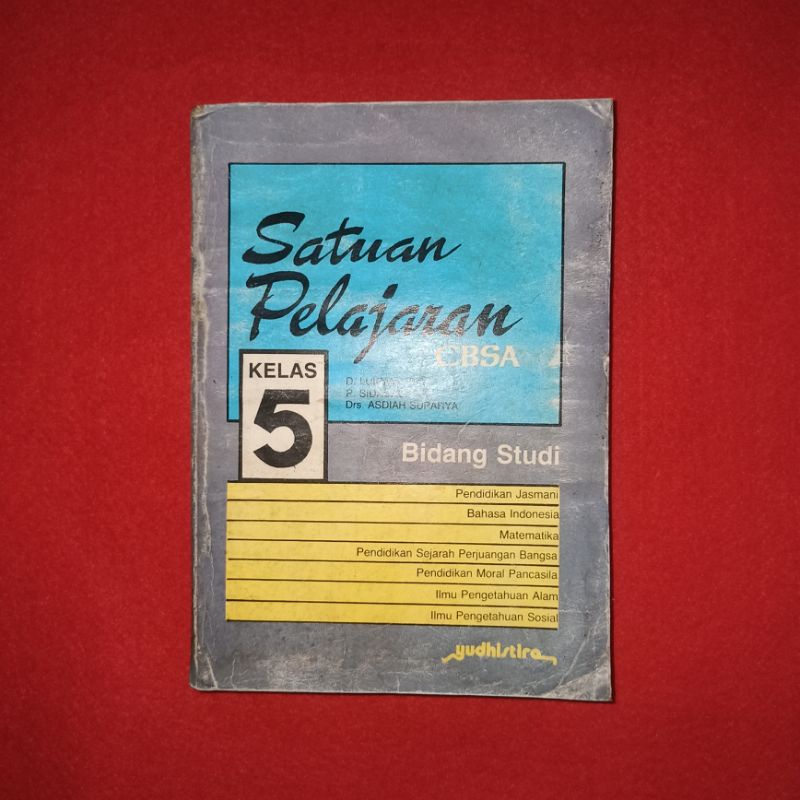 Satuan
Pelajaran
CBSA
KELAS
5
D.
P.
Drs. ASDIAH SUPARYA
Bidang Studi
Pendidikan Jasmani
Bahasa Indonesia
Matematika
Pendidikan Sejarah Perjuangan Bangsa
Pendidikan Moral Pancasila
Ilmu Pengetahuan Alam
Ilmu Pengetahuan Sosial
yudhistira